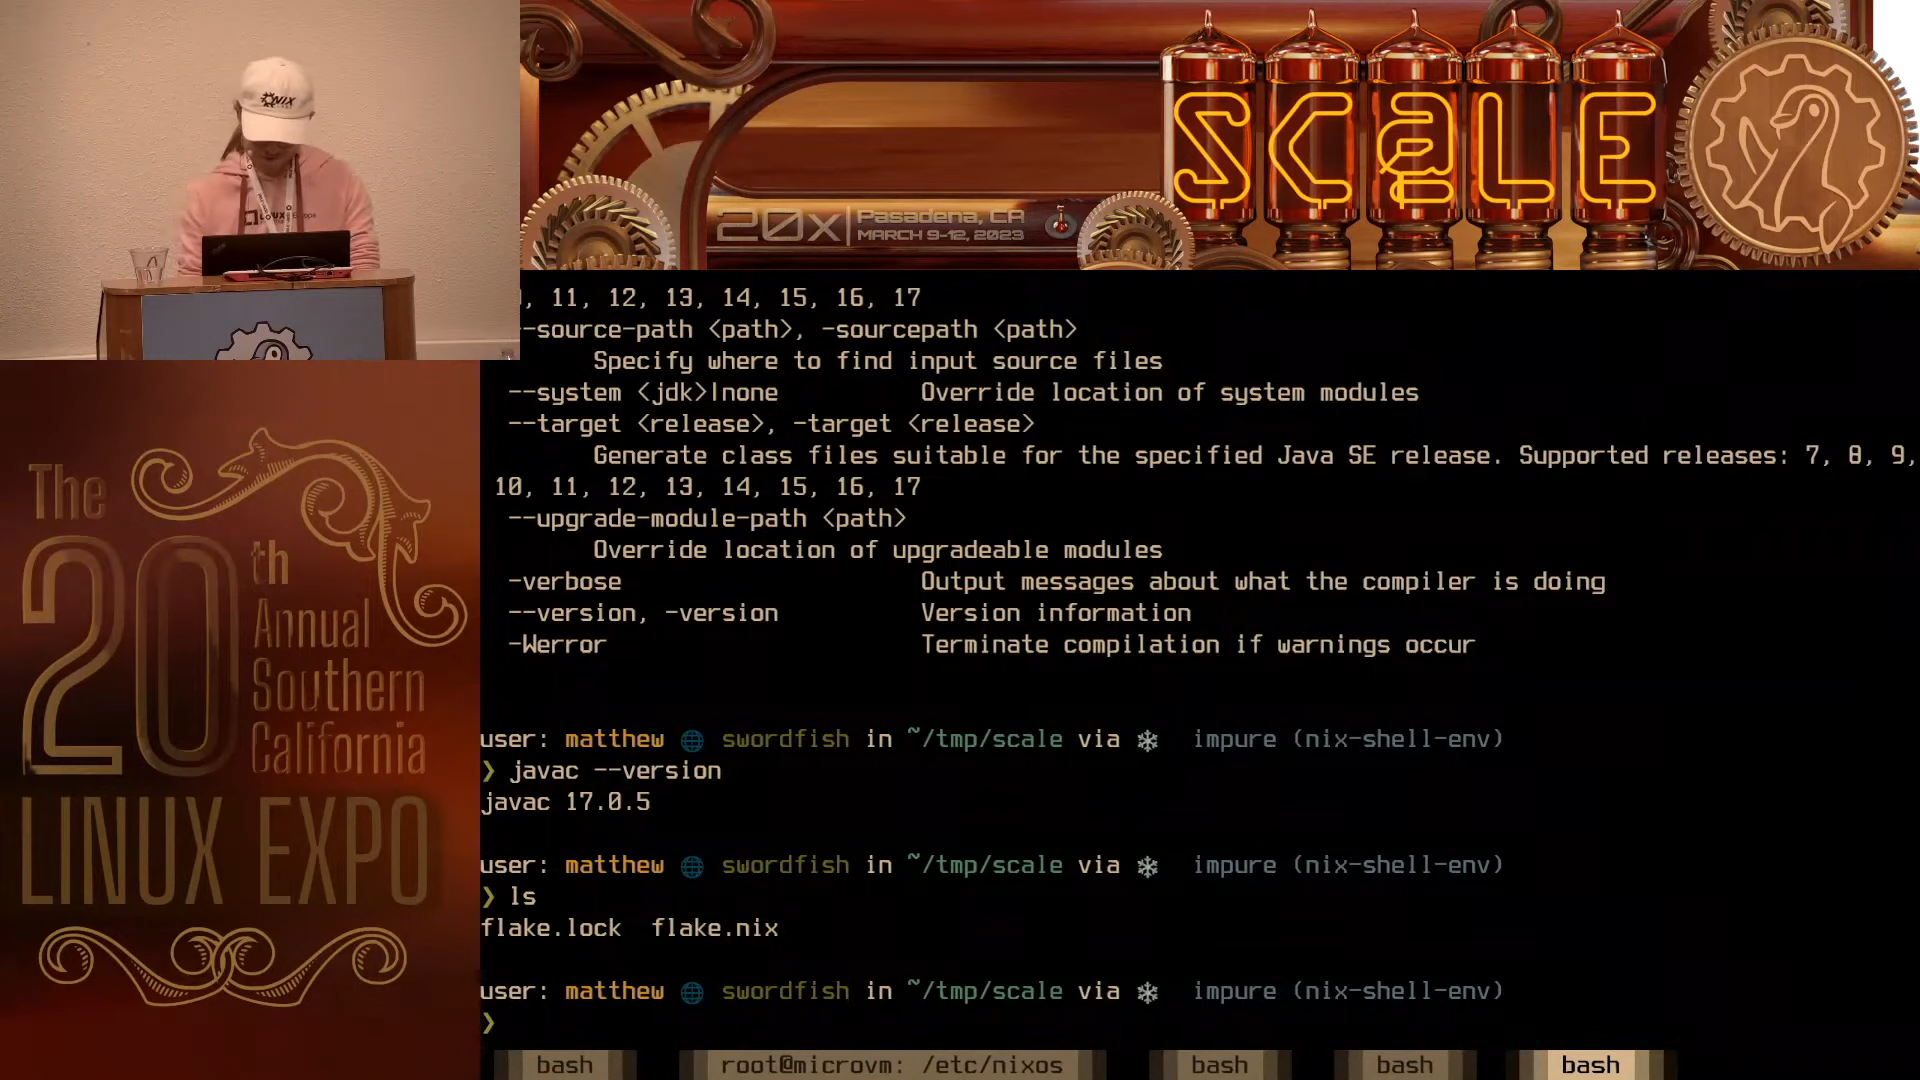 NIX
LINUX
SCaLE
20x
Pasadena, CA
MARCH 9-12, 2023
The
20th
Annual
Southern
California
LINUX EXPO
, 11, 12, 13, 14, 15, 16, 17
--source-path <path>, -sourcepath <path>
Specify where to find input source files
--system <jdk>|none Override location of system modules
--target <release>, -target <release>
Generate class files suitable for the specified Java SE release. Supported releases: 7, 8, 9,
10, 11, 12, 13, 14, 15, 16, 17
--upgrade-module-path <path>
Override location of upgradeable modules
-verbose Output messages about what the compiler is doing
--version, -version Version information
-Werror Terminate compilation if warnings occur
user: matthew 🌐 swordfish in ~/tmp/scale via ❄ impure (nix-shell-env)
❯ javac --version
javac 17.0.5
user: matthew 🌐 swordfish in ~/tmp/scale via ❄ impure (nix-shell-env)
❯ ls
flake.lock flake.nix
user: matthew 🌐 swordfish in ~/tmp/scale via ❄ impure (nix-shell-env)
❯
bash root@microvm: /etc/nixos bash bash bash